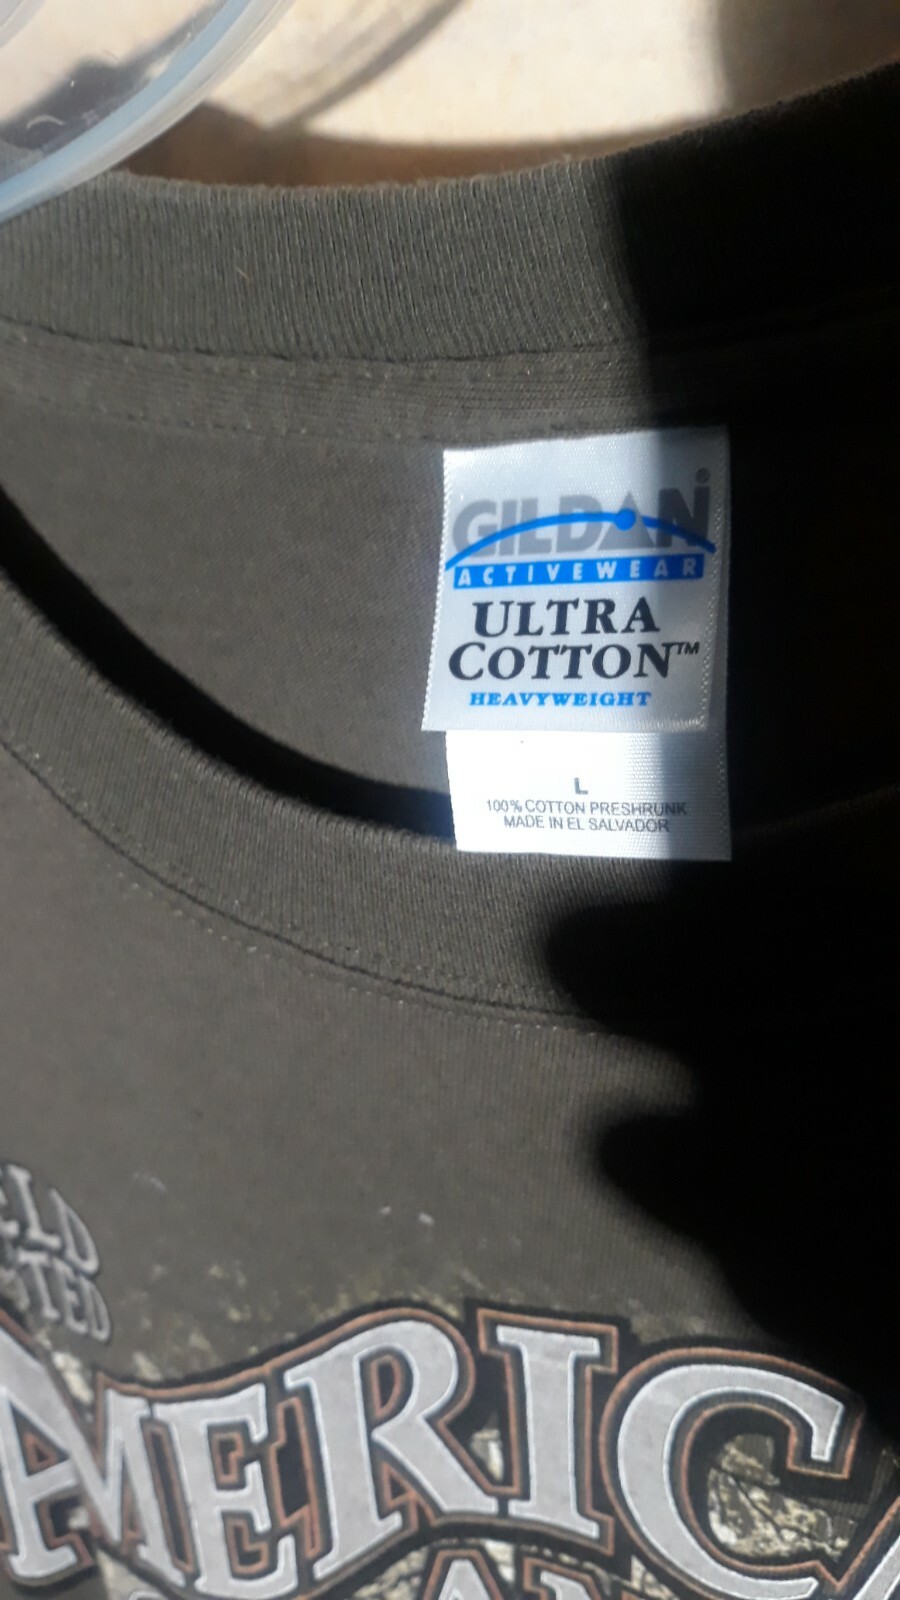 GILDAN®
ACTIVEWEAR
ULTRA
COTTON™
HEAVYWEIGHT
L
100% COTTON PRESHRUNK
MADE IN EL SALVADOR